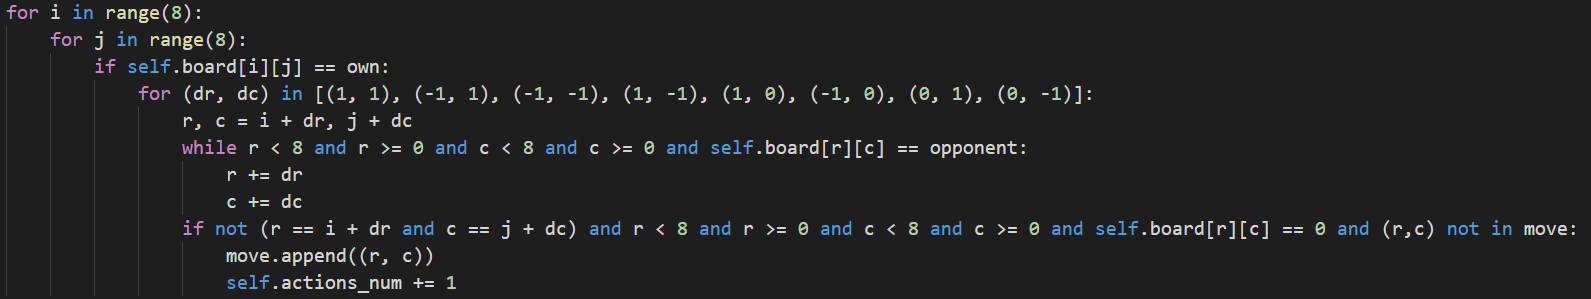 for i in range(8):
    for j in range(8):
        if self.board[i][j] == own:
            for (dr, dc) in [(1, 1), (-1, 1), (-1, -1), (1, -1), (1, 0), (-1, 0), (0, 1), (0, -1)]:
                r, c = i + dr, j + dc
                while r < 8 and r >= 0 and c < 8 and c >= 0 and self.board[r][c] == opponent:
                    r += dr
                    c += dc
                if not (r == i + dr and c == j + dc) and r < 8 and r >= 0 and c < 8 and c >= 0 and self.board[r][c] == 0 and (r,c) not in move:
                    move.append((r, c))
                    self.actions_num += 1